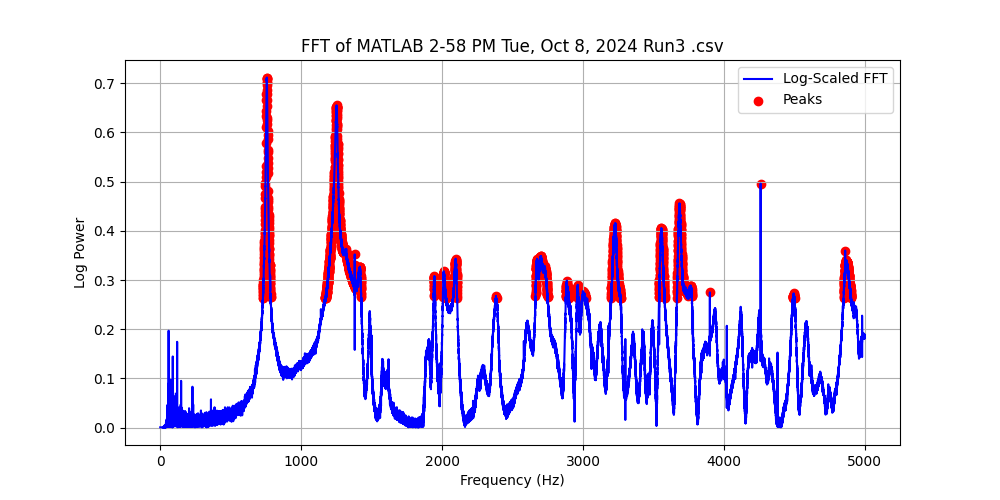 FFT of MATLAB 2-58 PM Tue, Oct 8, 2024 Run3 .csv
Log-Scaled FFT
Peaks
Log Power
0.7
0.6
0.5
0.4
0.3
0.2
0.1
0.0
0 1000 2000 3000 4000 5000
Frequency (Hz)